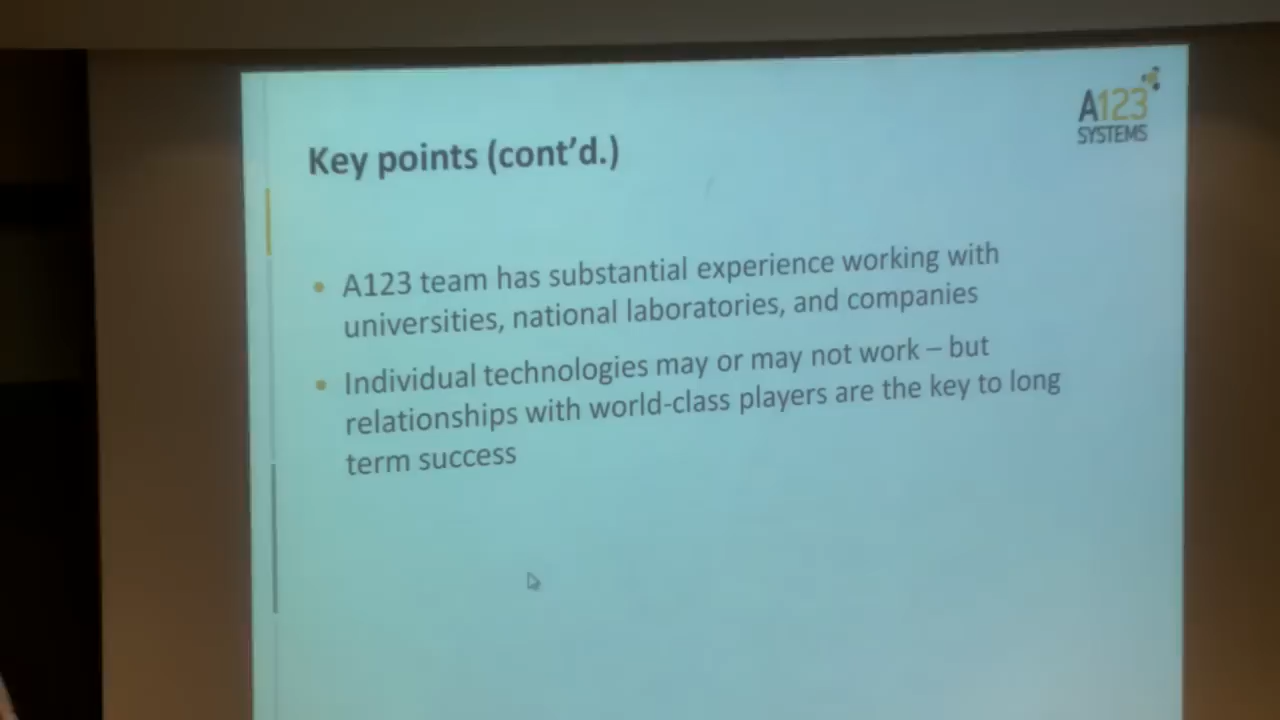 A123
SYSTEMS
Key points (cont'd.)
• A123 team has substantial experience working with
universities, national laboratories, and companies
• Individual technologies may or may not work – but
relationships with world-class players are the key to long
term success